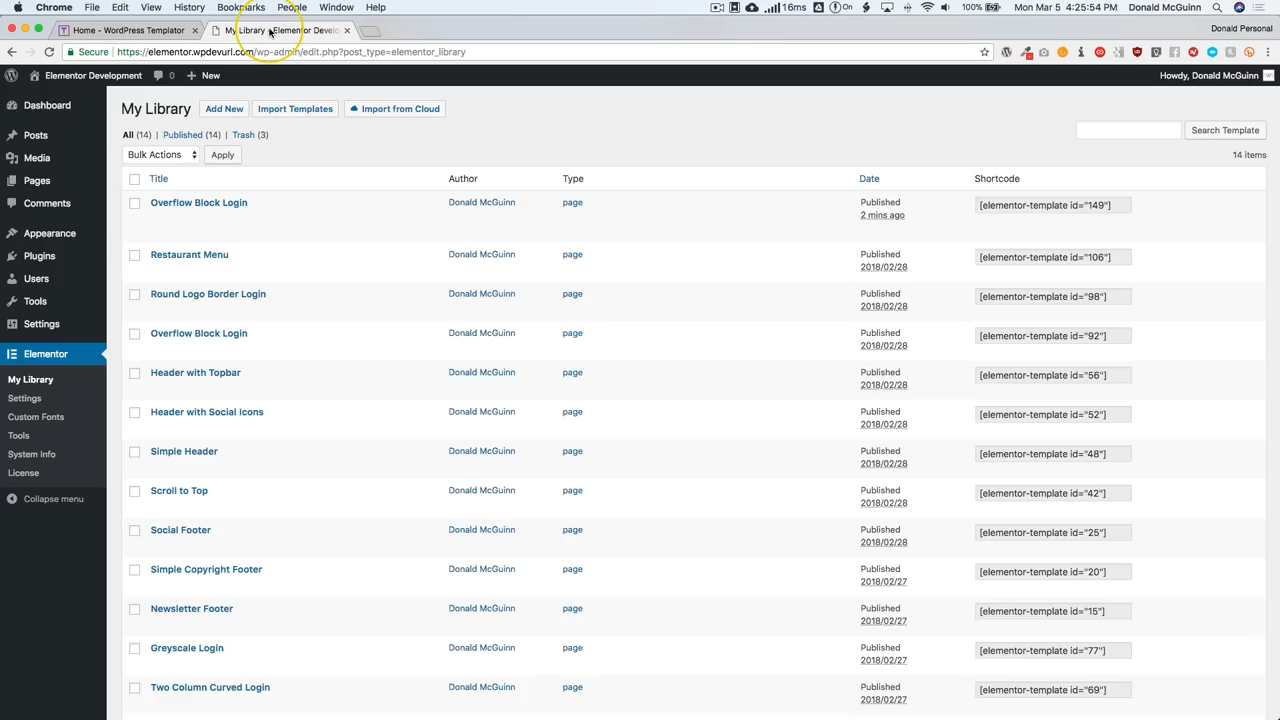 Chrome File Edit View History Bookmarks People Window Help 16ms 100% Mon Mar 5 4:25:54 PM Donald McGuinn
Home - WordPress Templator My Library ‹ Elementor Develo Donald Personal
Secure https://elementor.wpdevurl.com/wp-admin/edit.php?post_type=elementor_library
Elementor Development 0 New Howdy, Donald McGuinn
Dashboard
Posts
Media
Pages
Comments
Appearance
Plugins
Users
Tools
Settings
Elementor
My Library
Settings
Custom Fonts
Tools
System Info
License
Collapse menu
My Library Add New Import Templates Import from Cloud
All (14) | Published (14) | Trash (3)
Search Template
Bulk Actions Apply 14 items
Title Author Type Date Shortcode
Overflow Block Login Donald McGuinn page Published [elementor-template id="149"]
2 mins ago
Restaurant Menu Donald McGuinn page Published [elementor-template id="106"]
2018/02/28
Round Logo Border Login Donald McGuinn page Published [elementor-template id="98"]
2018/02/28
Overflow Block Login Donald McGuinn page Published [elementor-template id="92"]
2018/02/28
Header with Topbar Donald McGuinn page Published [elementor-template id="56"]
2018/02/28
Header with Social Icons Donald McGuinn page Published [elementor-template id="52"]
2018/02/28
Simple Header Donald McGuinn page Published [elementor-template id="48"]
2018/02/28
Scroll to Top Donald McGuinn page Published [elementor-template id="42"]
2018/02/28
Social Footer Donald McGuinn page Published [elementor-template id="25"]
2018/02/28
Simple Copyright Footer Donald McGuinn page Published [elementor-template id="20"]
2018/02/27
Newsletter Footer Donald McGuinn page Published [elementor-template id="15"]
2018/02/27
Greyscale Login Donald McGuinn page Published [elementor-template id="77"]
2018/02/27
Two Column Curved Login Donald McGuinn page Published [elementor-template id="69"]
2018/02/27